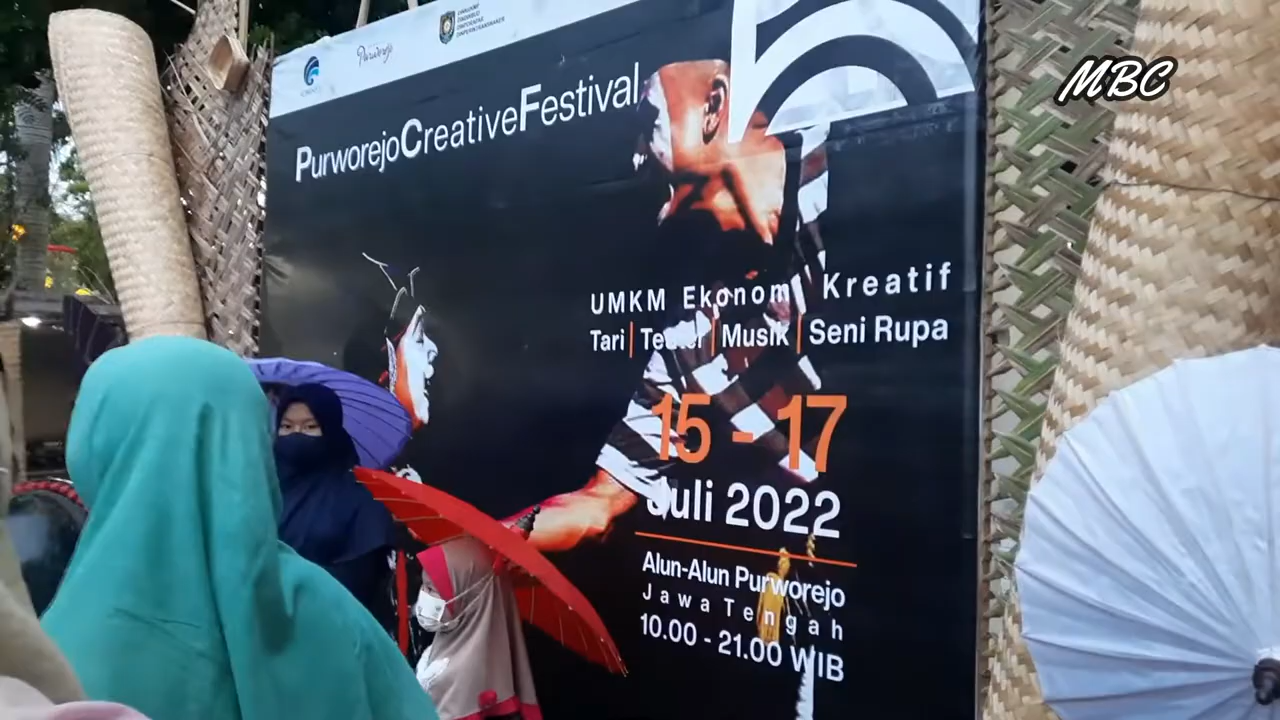 Purworejo
MBC
PurworejoCreativeFestival
UMKM Ekonomi Kreatif
Tari | Teater | Musik | Seni Rupa
15 - 17
Juli 2022
Alun-Alun Purworejo
Jawa Tengah
10.00 - 21.00 WIB